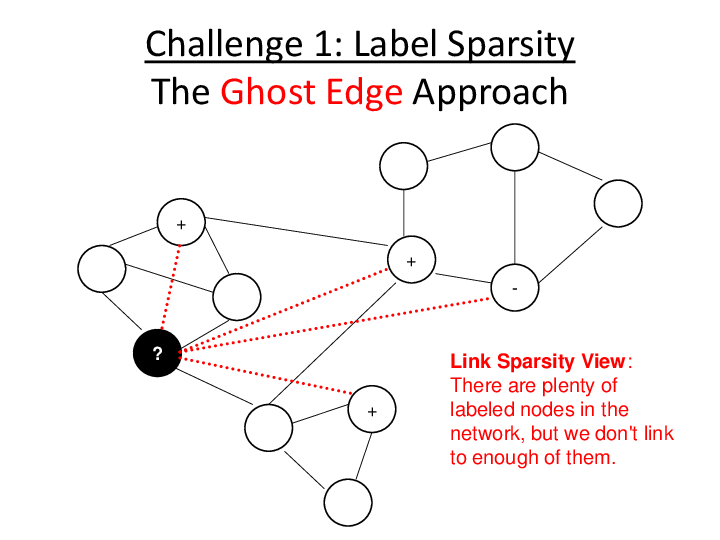 Challenge 1: Label Sparsity
The Ghost Edge Approach
+
+
-
?
+
Link Sparsity View:
There are plenty of
labeled nodes in the
network, but we don't link
to enough of them.